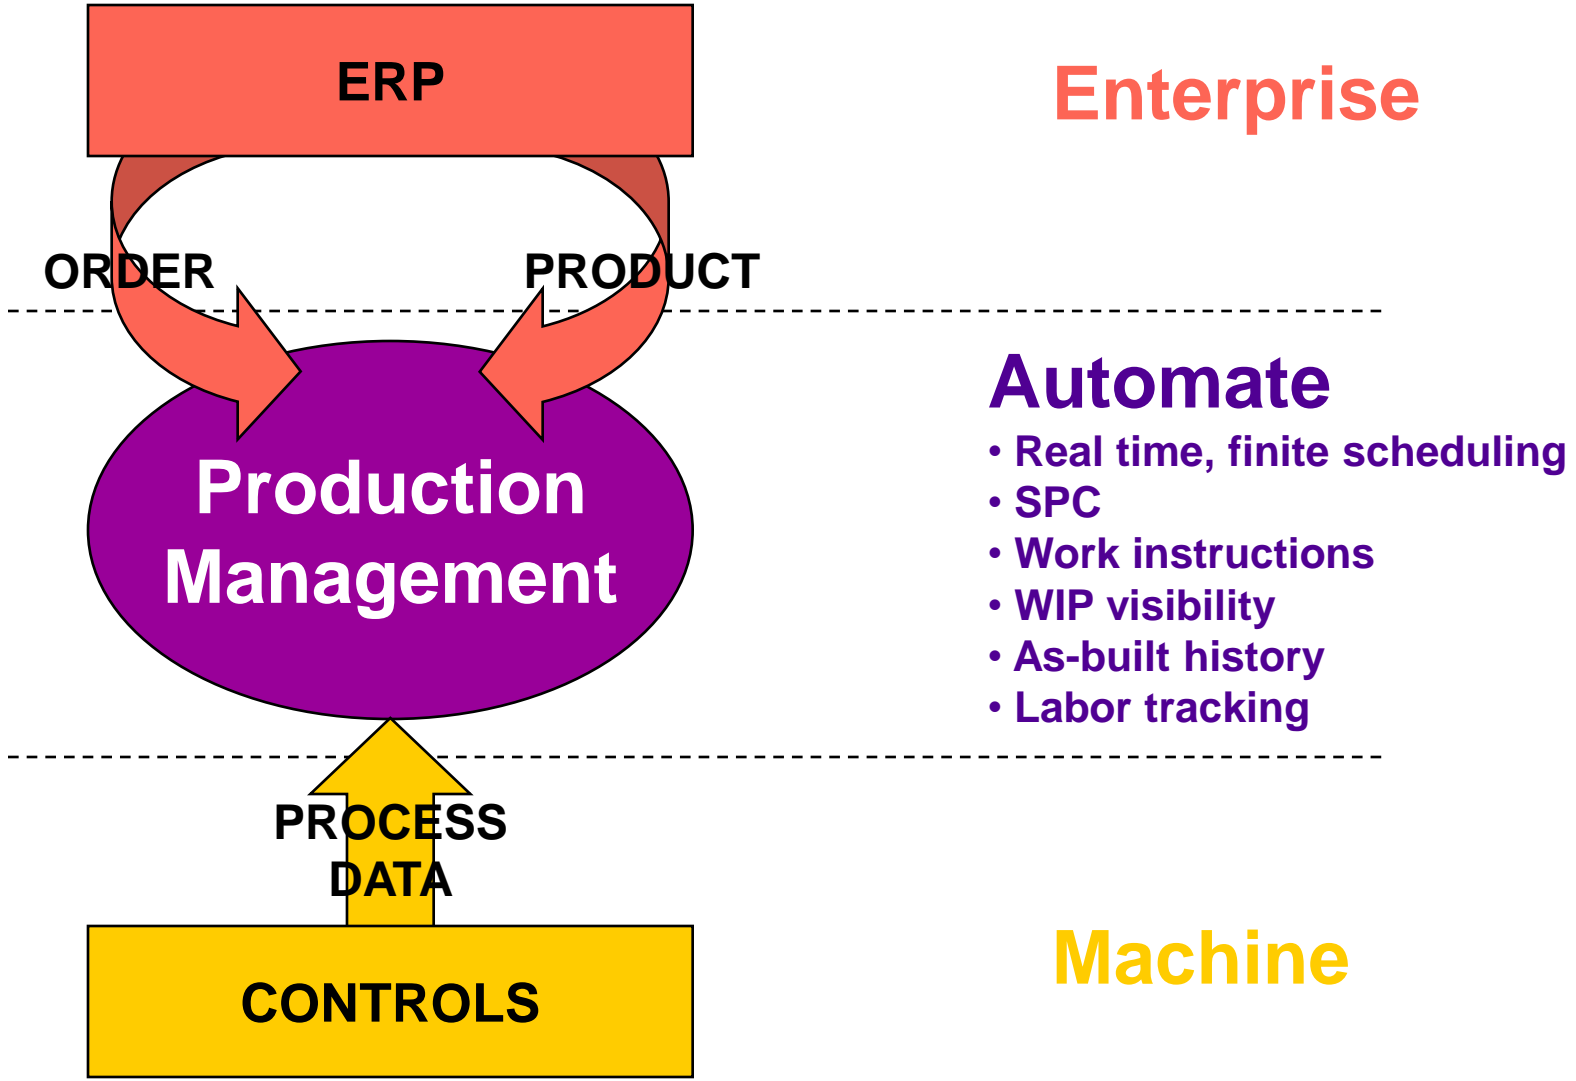 ERP
Enterprise
ORDER
PRODUCT
Production
Management
Automate
• Real time, finite scheduling
• SPC
• Work instructions
• WIP visibility
• As-built history
• Labor tracking
PROCESS
DATA
CONTROLS
Machine